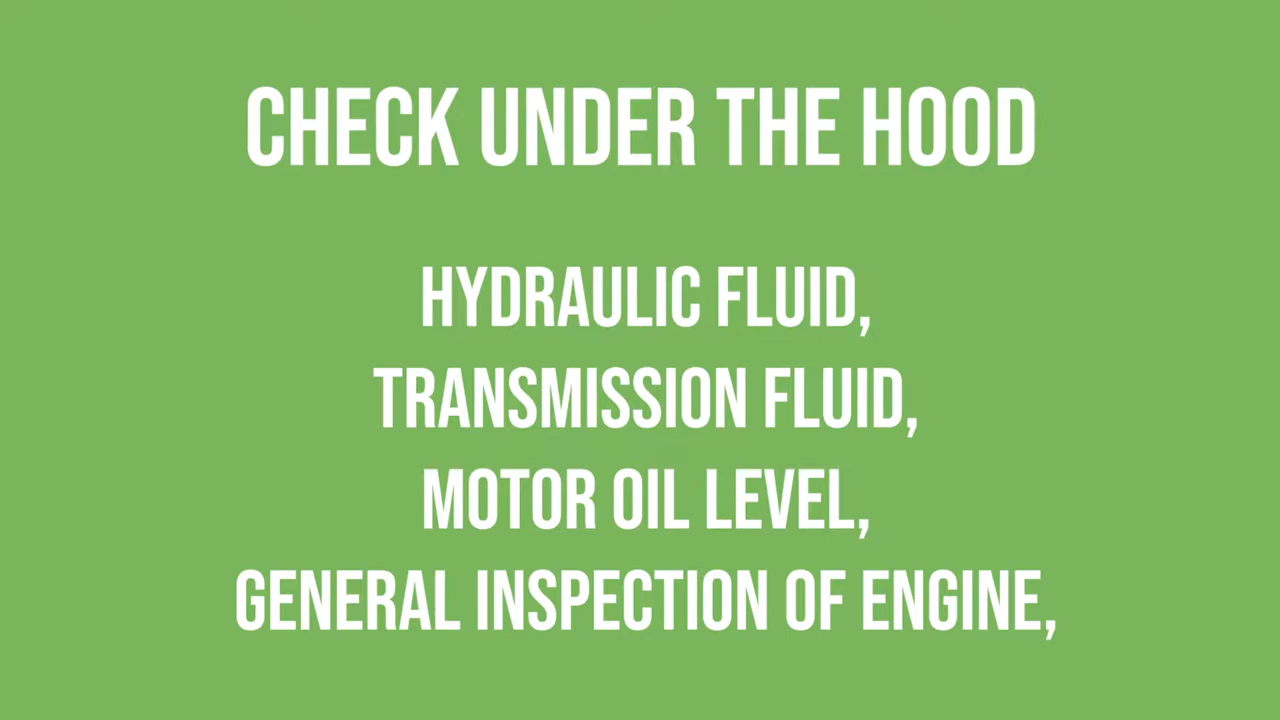 CHECK UNDER THE HOOD
HYDRAULIC FLUID,
TRANSMISSION FLUID,
MOTOR OIL LEVEL,
GENERAL INSPECTION OF ENGINE,